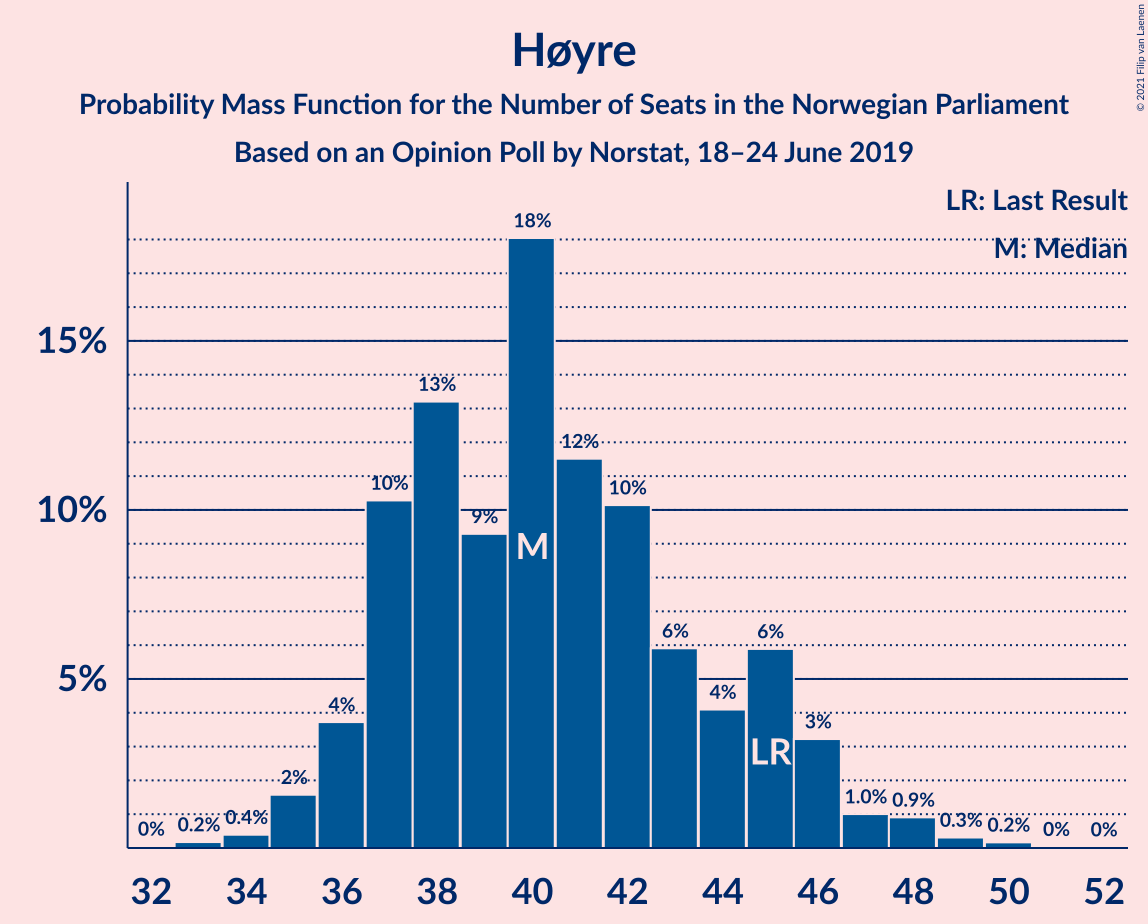 Høyre
Probability Mass Function for the Number of Seats in the Norwegian Parliament
Based on an Opinion Poll by Norstat, 18–24 June 2019
© 2021 Filip van Laenen
LR: Last Result
M: Median
15%
10%
5%
0%
0.2%
0.4%
2%
4%
10%
13%
9%
18%
12%
10%
6%
4%
6%
3%
1.0%
0.9%
0.3%
0.2%
0%
0%
M
LR
32 34 36 38 40 42 44 46 48 50 52